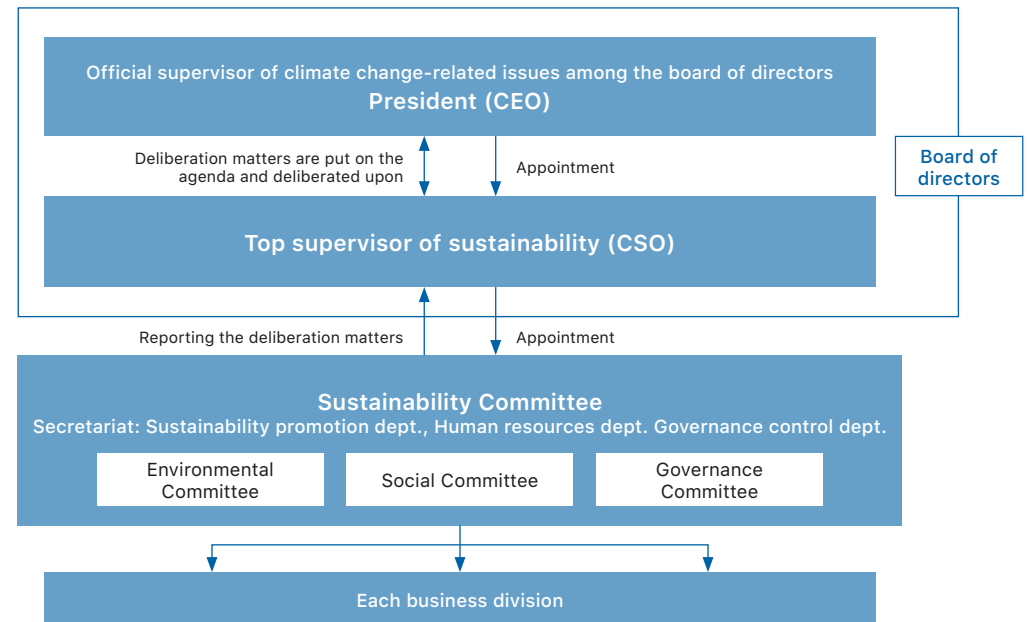 Official supervisor of climate change-related issues among the board of directors
President (CEO)
Deliberation matters are put on the
agenda and deliberated upon
Appointment
Board of
directors
Top supervisor of sustainability (CSO)
Reporting the deliberation matters
Appointment
Sustainability Committee
Secretariat: Sustainability promotion dept., Human resources dept. Governance control dept.
Environmental
Committee
Social Committee
Governance
Committee
Each business division